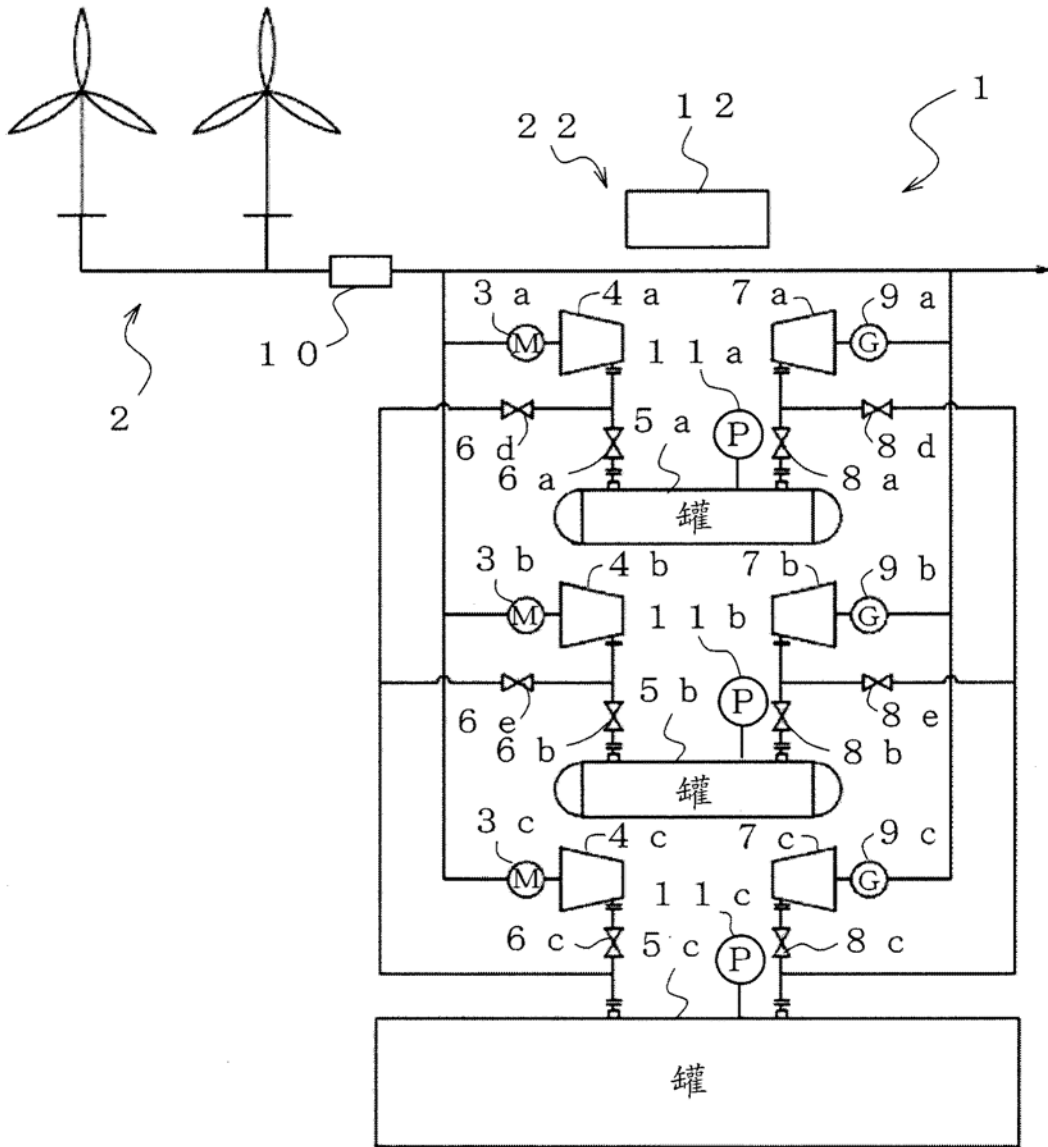 1 2
1
2 2
3 a
4 a
7 a
9 a
1 0
2
M
G
1 1 a
P
6 d
5 a
8 d
6 a
8 a
罐
3 b
4 b
7 b
9 b
M
G
1 1 b
P
6 e
5 b
8 e
6 b
8 b
罐
3 c
4 c
7 c
9 c
M
G
1 1 c
P
6 c
5 c
8 c
罐